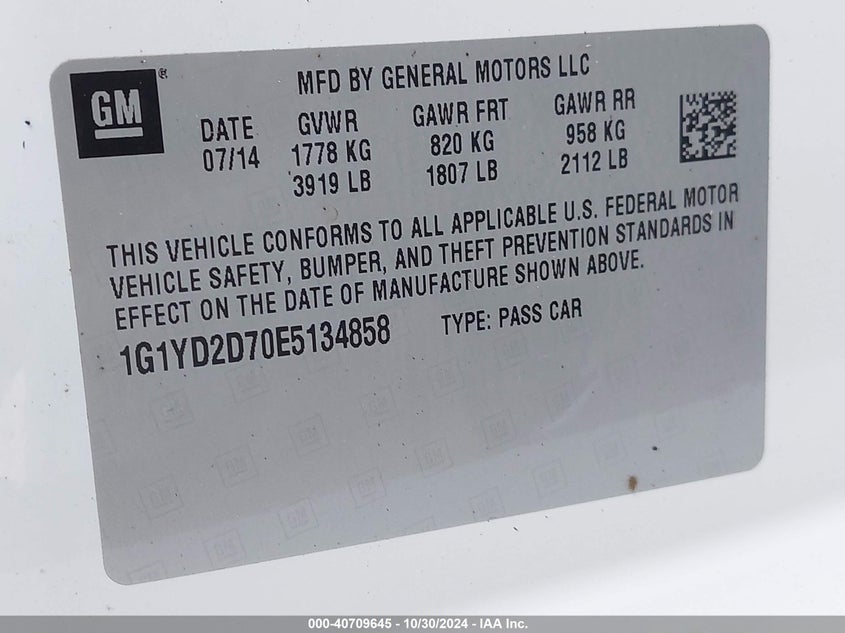 GM®
MFD BY GENERAL MOTORS LLC
DATE GVWR GAWR FRT GAWR RR
07/14 1778 KG 820 KG 958 KG
3919 LB 1807 LB 2112 LB
THIS VEHICLE CONFORMS TO ALL APPLICABLE U.S. FEDERAL MOTOR
VEHICLE SAFETY, BUMPER, AND THEFT PREVENTION STANDARDS IN
EFFECT ON THE DATE OF MANUFACTURE SHOWN ABOVE.
1G1YD2D70E5134858 TYPE: PASS CAR
000-40709645 - 10/30/2024 - IAA Inc.